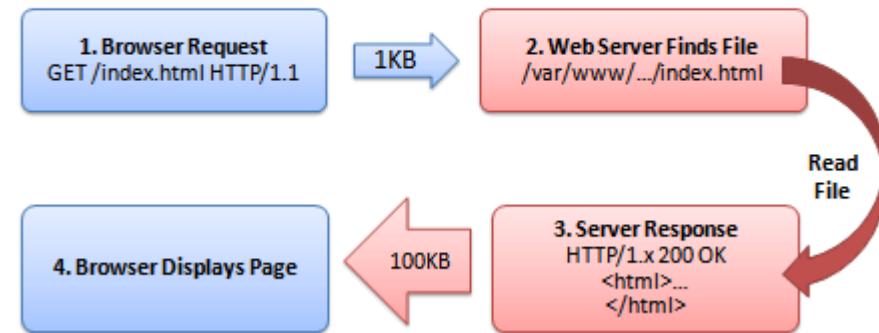 1. Browser Request
GET /index.html HTTP/1.1
1KB
2. Web Server Finds File
/var/www/.../index.html
Read
File
3. Server Response
HTTP/1.x 200 OK
<html>...
</html>
100KB
4. Browser Displays Page